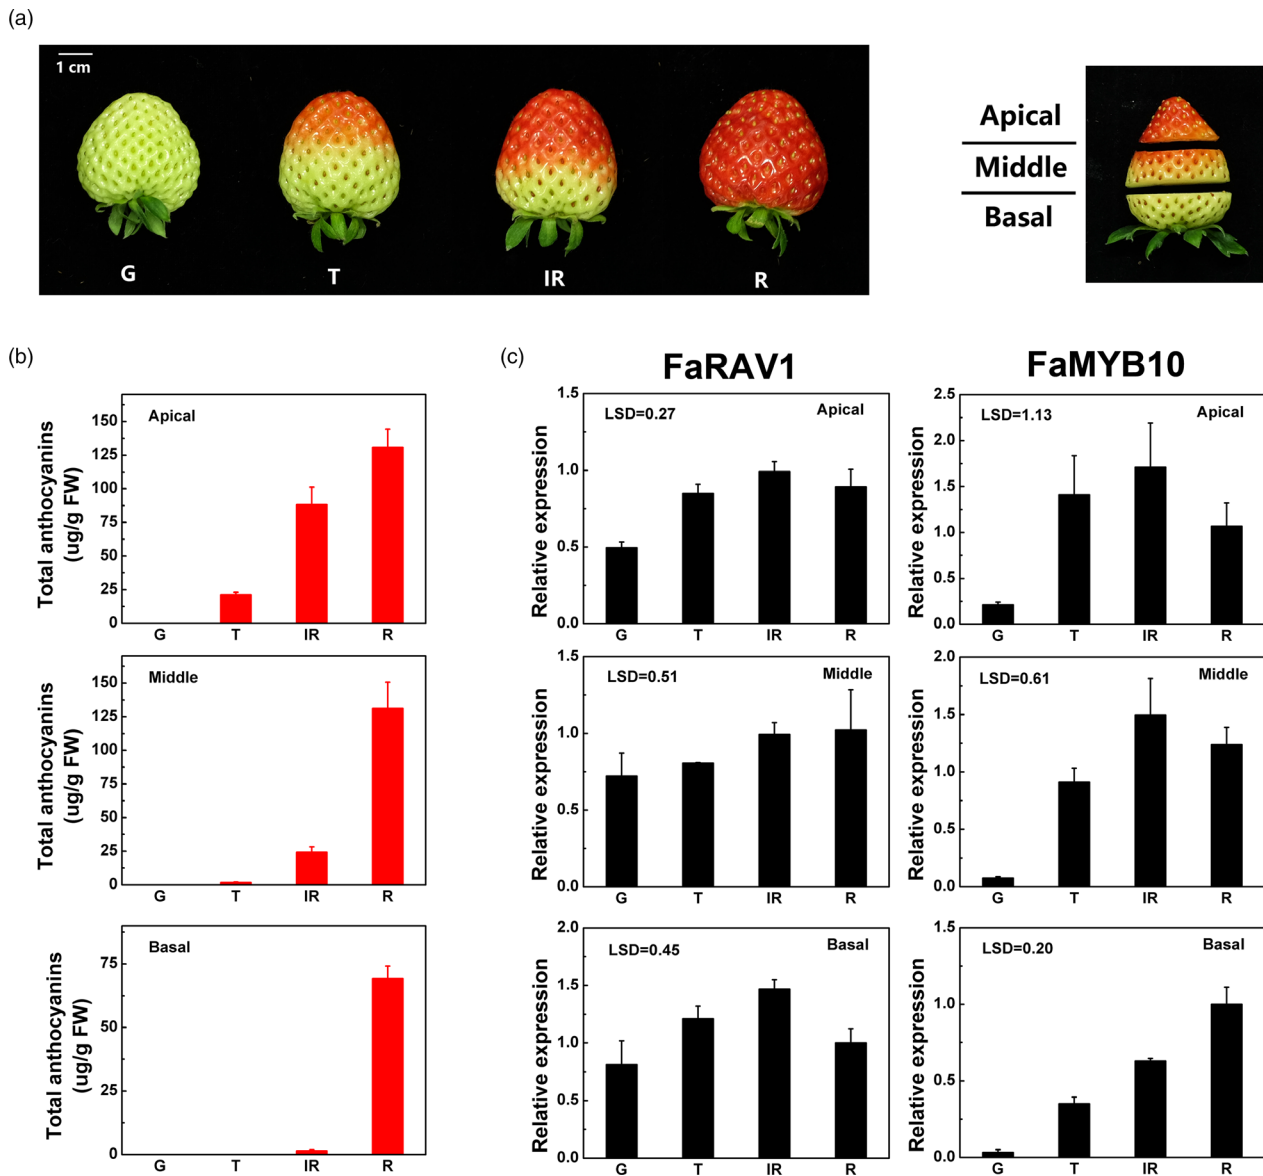 (a)
1 cm
G
T
IR
R
Apical
Middle
Basal
(b)
Apical
Total anthocyanins
(ug/g FW)
150
125
100
75
50
25
0
G T IR R
Middle
Total anthocyanins
(ug/g FW)
150
125
100
75
50
25
0
G T IR R
Basal
Total anthocyanins
(ug/g FW)
75
50
25
0
G T IR R
(c)
FaRAV1
LSD=0.27 Apical
Relative expression
1.5
1.0
0.5
0.0
G T IR R
LSD=0.51 Middle
Relative expression
1.5
1.0
0.5
0.0
G T IR R
LSD=0.45 Basal
Relative expression
2.0
1.5
1.0
0.5
0.0
G T IR R
FaMYB10
LSD=1.13 Apical
Relative expression
2.5
2.0
1.5
1.0
0.5
0.0
G T IR R
LSD=0.61 Middle
Relative expression
2.0
1.5
1.0
0.5
0.0
G T IR R
LSD=0.20 Basal
Relative expression
1.5
1.0
0.5
0.0
G T IR R